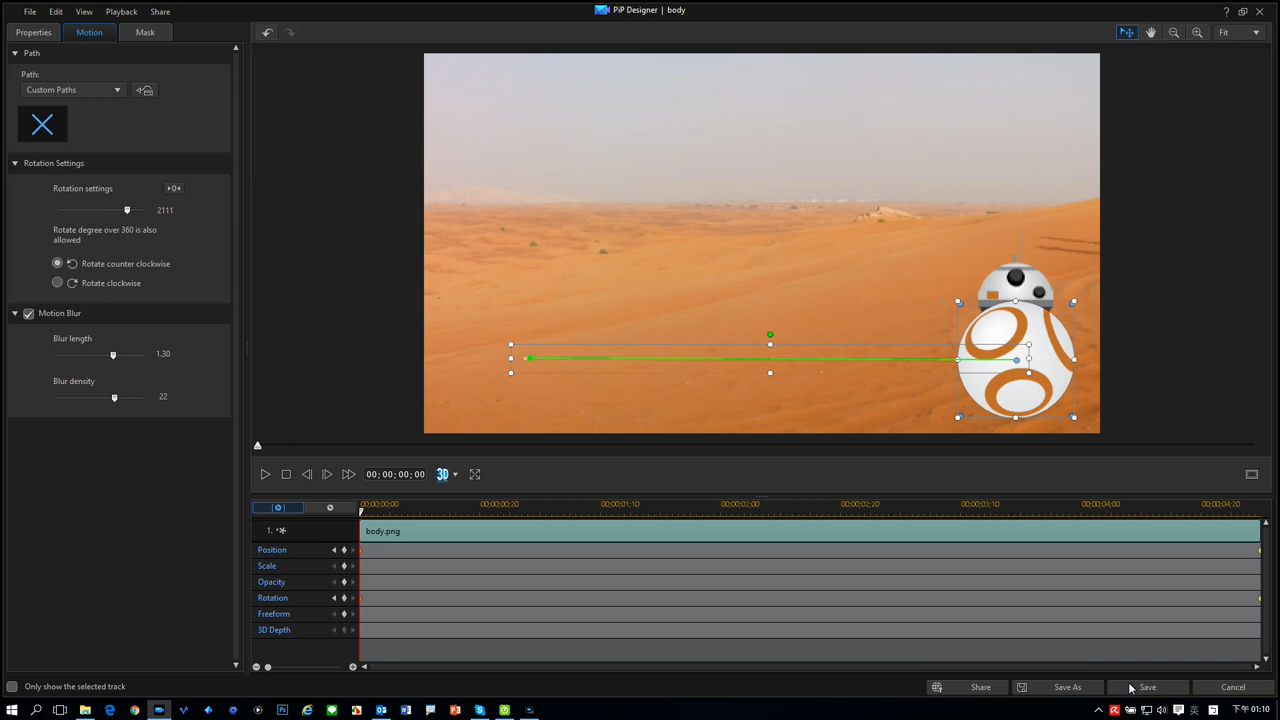 File Edit View Playback Share
PiP Designer | body
?
Properties Motion Mask
Fit
Path
Path:
Custom Paths
Rotation Settings
Rotation settings
0
2111
Rotate degree over 360 is also
allowed
Rotate counter clockwise
Rotate clockwise
Motion Blur
Blur length
1.30
Blur density
22
00; 00; 00; 00
3D
00;00;00;00 00;00;00;20 00;00;01;10 00;00;02;00 00;00;02;20 00;00;03;10 00;00;04;00 00;00;04;20
1. body.png
Position
Scale
Opacity
Rotation
Freeform
3D Depth
Only show the selected track
Share Save As Save Cancel
英 下午 01:10